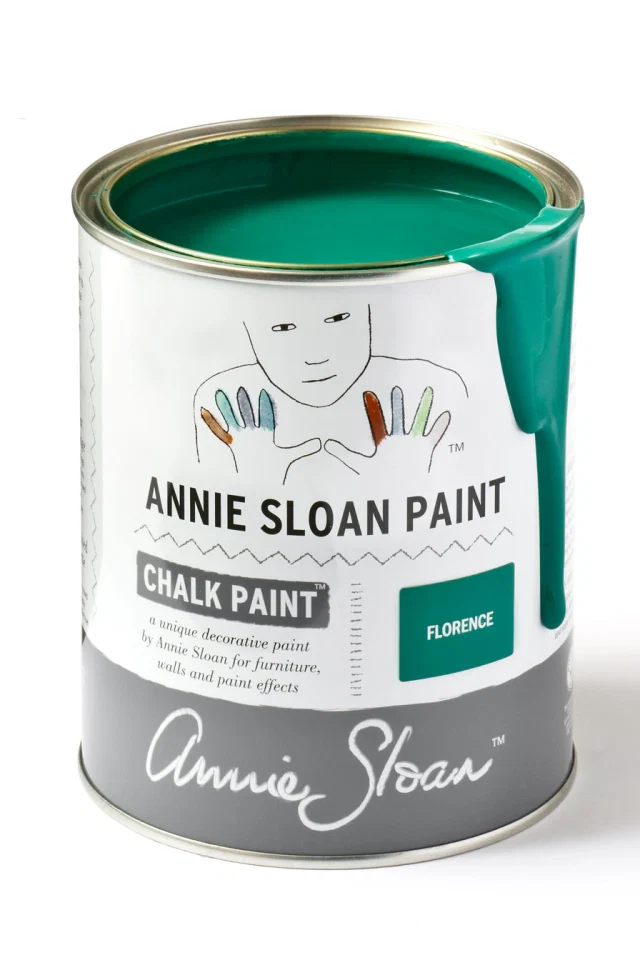 TM
ANNIE SLOAN PAINT
CHALK PAINT™
a unique decorative paint
by Annie Sloan for furniture,
walls and paint effects
FLORENCE
Annie Sloan™